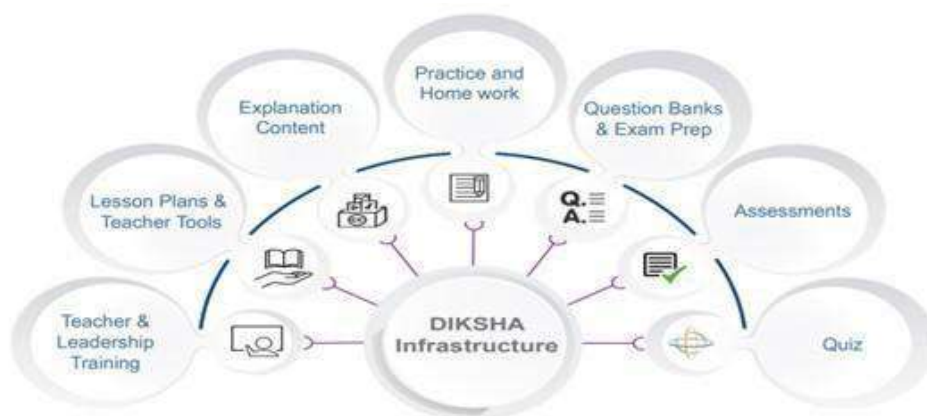 Practice and
Home work
Explanation
Content
Question Banks
& Exam Prep
Lesson Plans &
Teacher Tools
Q.
A.
Assessments
Teacher &
Leadership
Training
DIKSHA
Infrastructure
Quiz